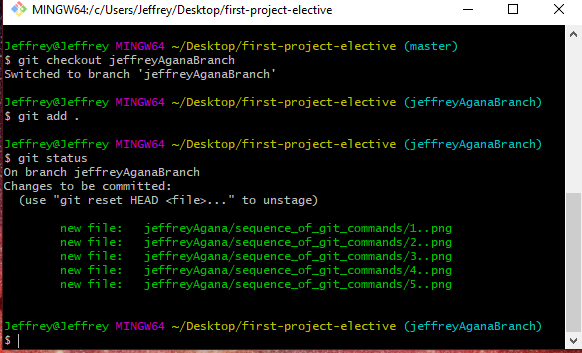 MINGW64:/c/Users/Jeffrey/Desktop/first-project-elective
Jeffrey@Jeffrey MINGW64 ~/Desktop/first-project-elective (master)
$ git checkout jeffreyAganaBranch
Switched to branch 'jeffreyAganaBranch'
Jeffrey@Jeffrey MINGW64 ~/Desktop/first-project-elective (jeffreyAganaBranch)
$ git add .
Jeffrey@Jeffrey MINGW64 ~/Desktop/first-project-elective (jeffreyAganaBranch)
$ git status
On branch jeffreyAganaBranch
Changes to be committed:
  (use "git reset HEAD <file>..." to unstage)
        new file:   jeffreyAgana/sequence_of_git_commands/1..png
        new file:   jeffreyAgana/sequence_of_git_commands/2..png
        new file:   jeffreyAgana/sequence_of_git_commands/3..png
        new file:   jeffreyAgana/sequence_of_git_commands/4..png
        new file:   jeffreyAgana/sequence_of_git_commands/5..png
Jeffrey@Jeffrey MINGW64 ~/Desktop/first-project-elective (jeffreyAganaBranch)
$